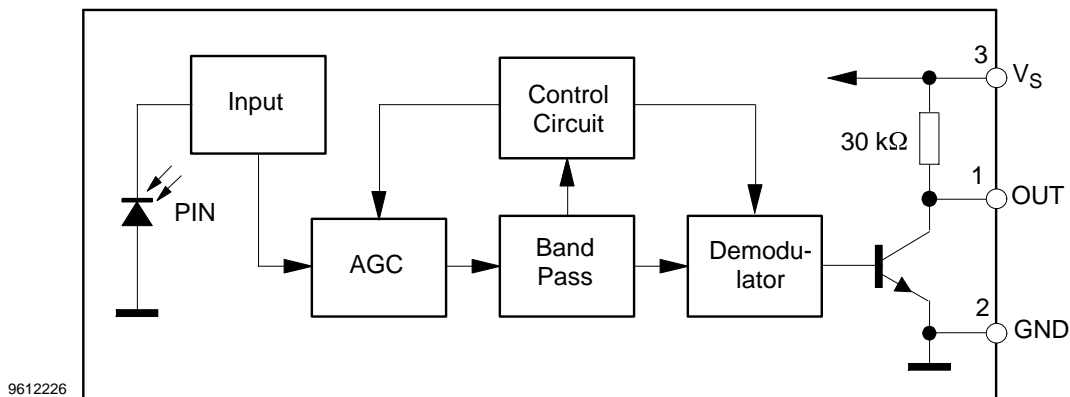 Input
PIN
AGC
Control
Circuit
Band
Pass
Demodu-
lator
30 kΩ
3
VS
1
OUT
2
GND
9612226